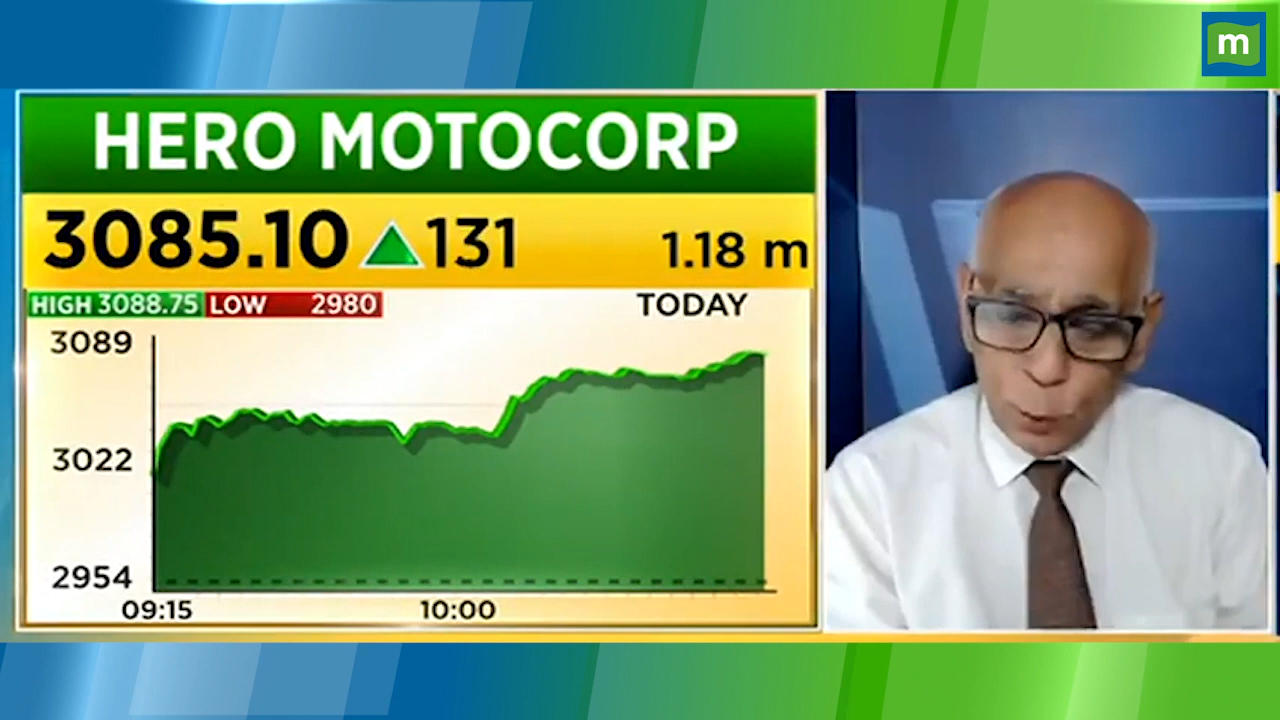 m
HERO MOTOCORP
3085.10 ▲ 131 1.18 m
HIGH 3088.75 LOW 2980 TODAY
3089
3022
2954
09:15 10:00